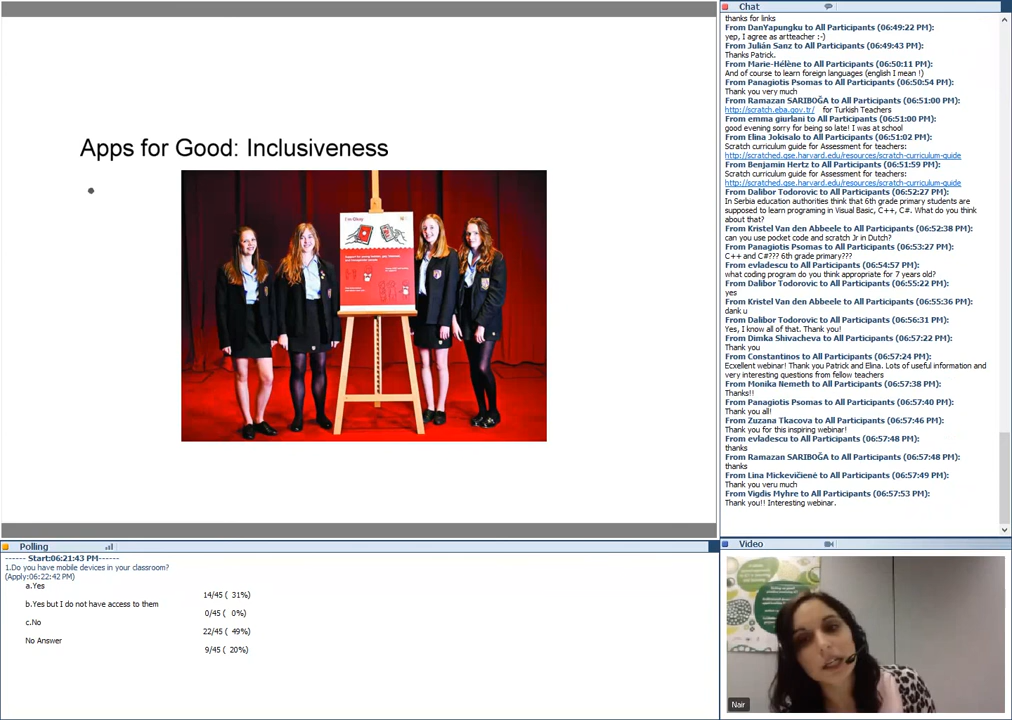 Apps for Good: Inclusiveness
Chat
thanks for links
From DanYapungku to All Participants (06:49:22 PM):
yep, I agree as artteacher :-)
From Julián Sanz to All Participants (06:49:43 PM):
Thanks Patrick.
From Marie-Hélène to All Participants (06:50:11 PM):
And of course to learn foreign languages (english I mean !)
From Panagiotis Psomas to All Participants (06:50:54 PM):
Thank you very much
From Ramazan SARIBOĞA to All Participants (06:51:00 PM):
http://scratch.eba.gov.tr/ for Turkish Teachers
From emma giurlani to All Participants (06:51:00 PM):
good evening sorry for being so late! I was at school
From Elina Jokisalo to All Participants (06:51:02 PM):
Scratch curriculum guide for Assessment for teachers:
http://scratched.gse.harvard.edu/resources/scratch-curriculum-guide
From Benjamin Hertz to All Participants (06:51:59 PM):
Scratch curriculum guide for Assessment for teachers:
http://scratched.gse.harvard.edu/resources/scratch-curriculum-guide
From Dalibor Todorovic to All Participants (06:52:27 PM):
In Serbia education authorities think that 6th grade primary students are
supposed to learn programing in Visual Basic, C++, C#. What do you think
about that?
From Kristel Van den Abbeele to All Participants (06:52:38 PM):
can you use pocket code and scratch Jr in Dutch?
From Panagiotis Psomas to All Participants (06:53:27 PM):
C++ and C#??? 6th grade primary???
From evladescu to All Participants (06:54:57 PM):
what coding program do you think appropriate for 7 years old?
From Dalibor Todorovic to All Participants (06:55:22 PM):
yes
From Kristel Van den Abbeele to All Participants (06:55:36 PM):
dank u
From Dalibor Todorovic to All Participants (06:56:31 PM):
Yes, I know all of that. Thank you!
From Dimka Shivacheva to All Participants (06:57:22 PM):
Thank you
From Constantinos to All Participants (06:57:24 PM):
Ecxellent webinar! Thank you Patrick and Elina. Lots of useful information and
very interesting questions from fellow teachers
From Monika Nemeth to All Participants (06:57:38 PM):
Thanks!!
From Panagiotis Psomas to All Participants (06:57:40 PM):
Thank you all!
From Zuzana Tkacova to All Participants (06:57:46 PM):
Thank you for this inspiring webinar!
From evladescu to All Participants (06:57:48 PM):
thanks
From Ramazan SARIBOĞA to All Participants (06:57:48 PM):
thanks
From Lina Mickevičienė to All Participants (06:57:49 PM):
Thank you veru much
From Vigdis Myhre to All Participants (06:57:53 PM):
Thank you!! Interesting webinar.
Polling
------ Start:06:21:43 PM------
1.Do you have mobile devices in your classroom?
(Apply:06:22:42 PM)
a.Yes
14/45 ( 31%)
b.Yes but I do not have access to them
0/45 ( 0%)
c.No
22/45 ( 49%)
No Answer
9/45 ( 20%)
Video
Nair